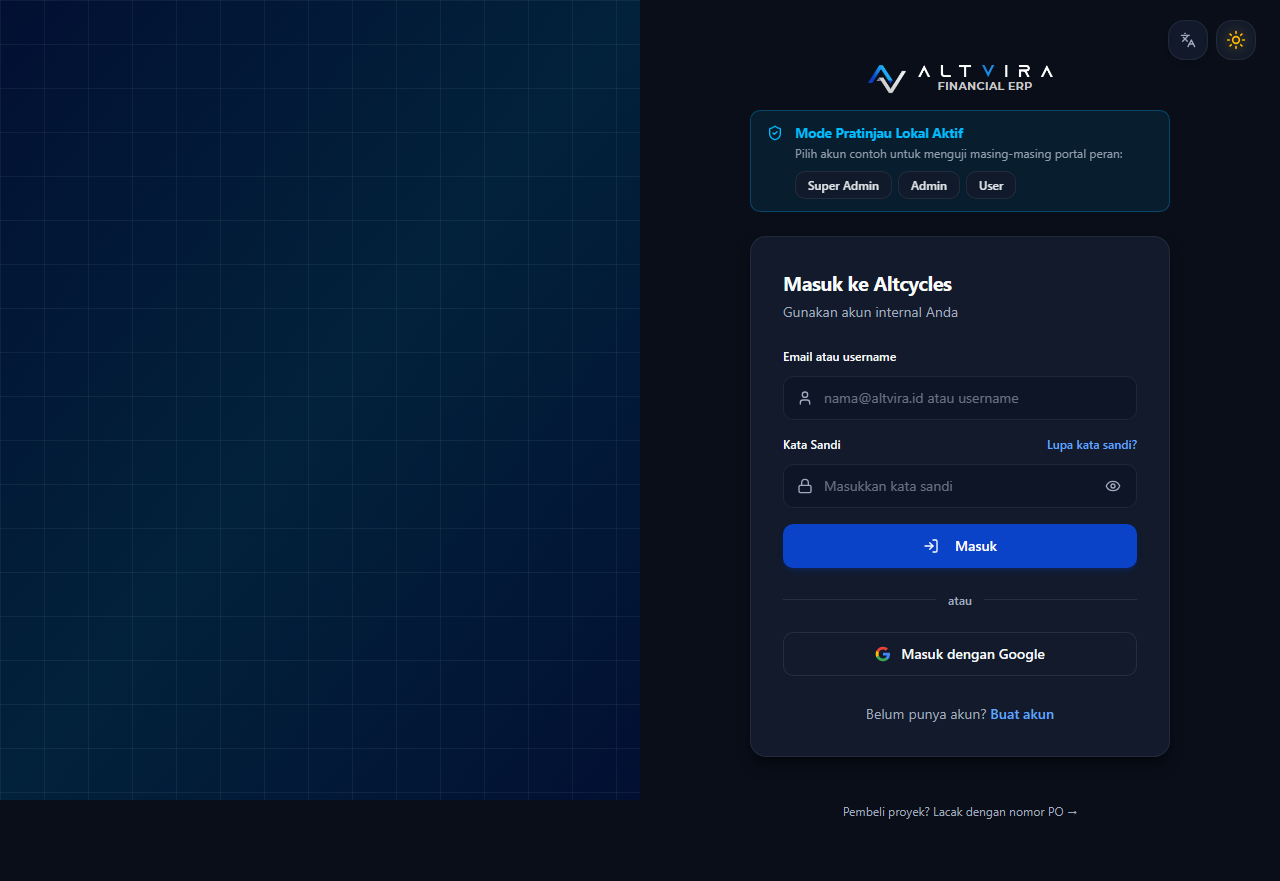 ALTVIRA
FINANCIAL ERP
Mode Pratinjau Lokal Aktif
Pilih akun contoh untuk menguji masing-masing portal peran:
Super Admin
Admin
User
Masuk ke Altcycles
Gunakan akun internal Anda
Email atau username
nama@altvira.id atau username
Kata Sandi
Lupa kata sandi?
Masukkan kata sandi
Masuk
atau
Masuk dengan Google
Belum punya akun? Buat akun
Pembeli proyek? Lacak dengan nomor PO →